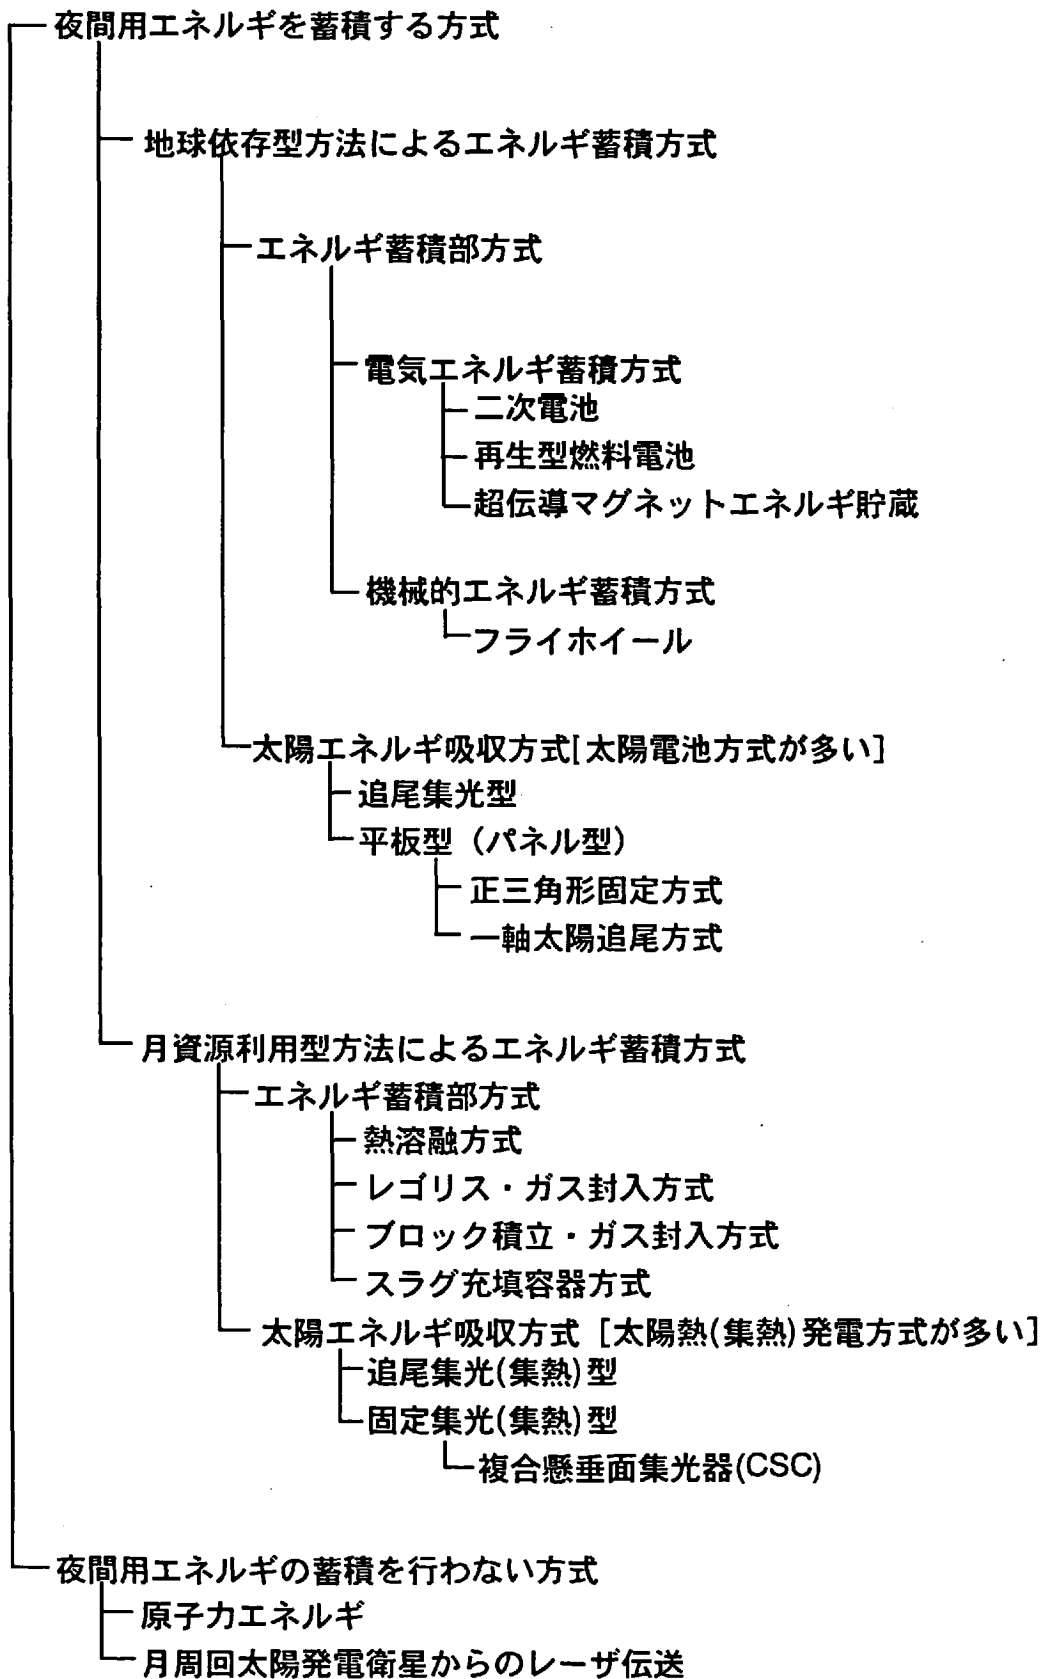 夜間用エネルギを蓄積する方式
地球依存型方法によるエネルギ蓄積方式
エネルギ蓄積部方式
電気エネルギ蓄積方式
二次電池
再生型燃料電池
超伝導マグネットエネルギ貯蔵
機械的エネルギ蓄積方式
フライホイール
太陽エネルギ吸収方式[太陽電池方式が多い]
追尾集光型
平板型（パネル型）
正三角形固定方式
一軸太陽追尾方式
月資源利用型方法によるエネルギ蓄積方式
エネルギ蓄積部方式
熱溶融方式
レゴリス・ガス封入方式
ブロック積立・ガス封入方式
スラグ充填容器方式
太陽エネルギ吸収方式 [太陽熱(集熱)発電方式が多い]
追尾集光(集熱)型
固定集光(集熱)型
複合懸垂面集光器(CSC)
夜間用エネルギの蓄積を行わない方式
原子力エネルギ
月周回太陽発電衛星からのレーザ伝送